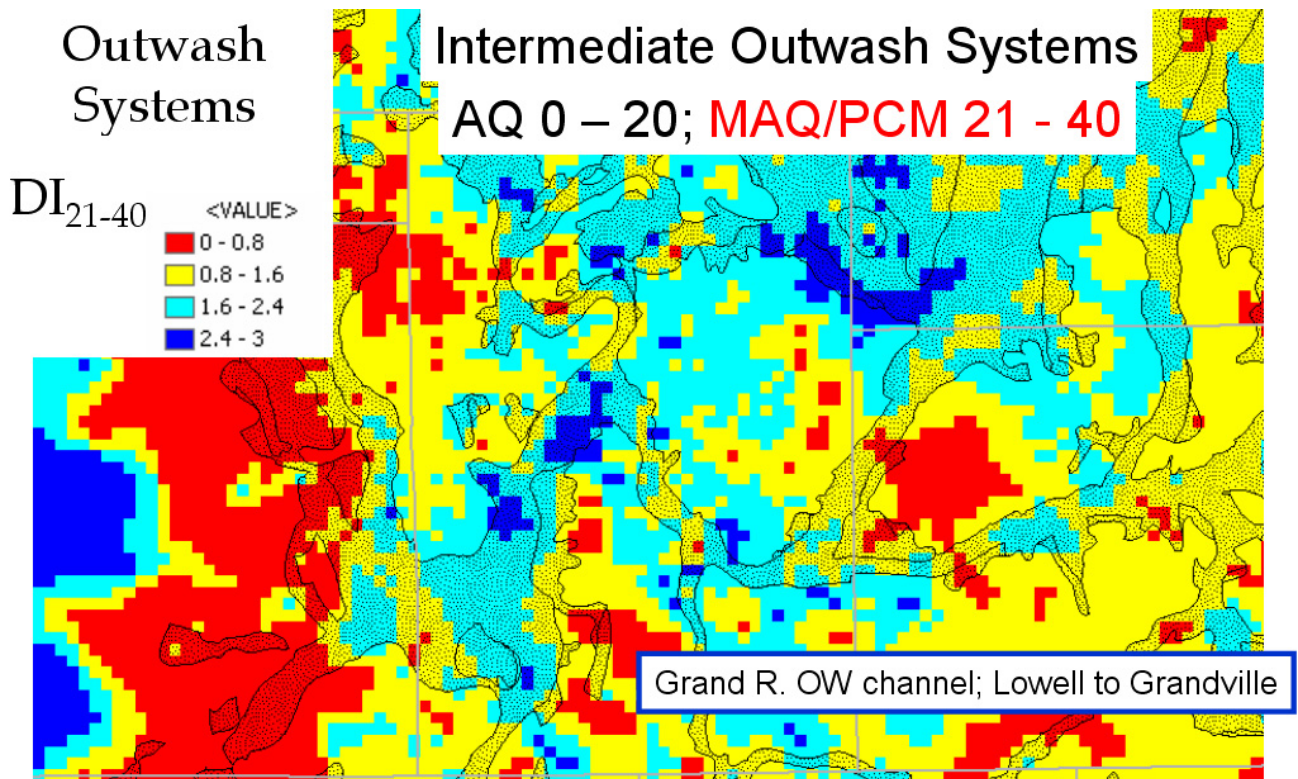 Outwash
Systems
Intermediate Outwash Systems
AQ 0 – 20; MAQ/PCM 21 - 40
DI21-40
<VALUE>
0 - 0.8
0.8 - 1.6
1.6 - 2.4
2.4 - 3
Grand R. OW channel; Lowell to Grandville